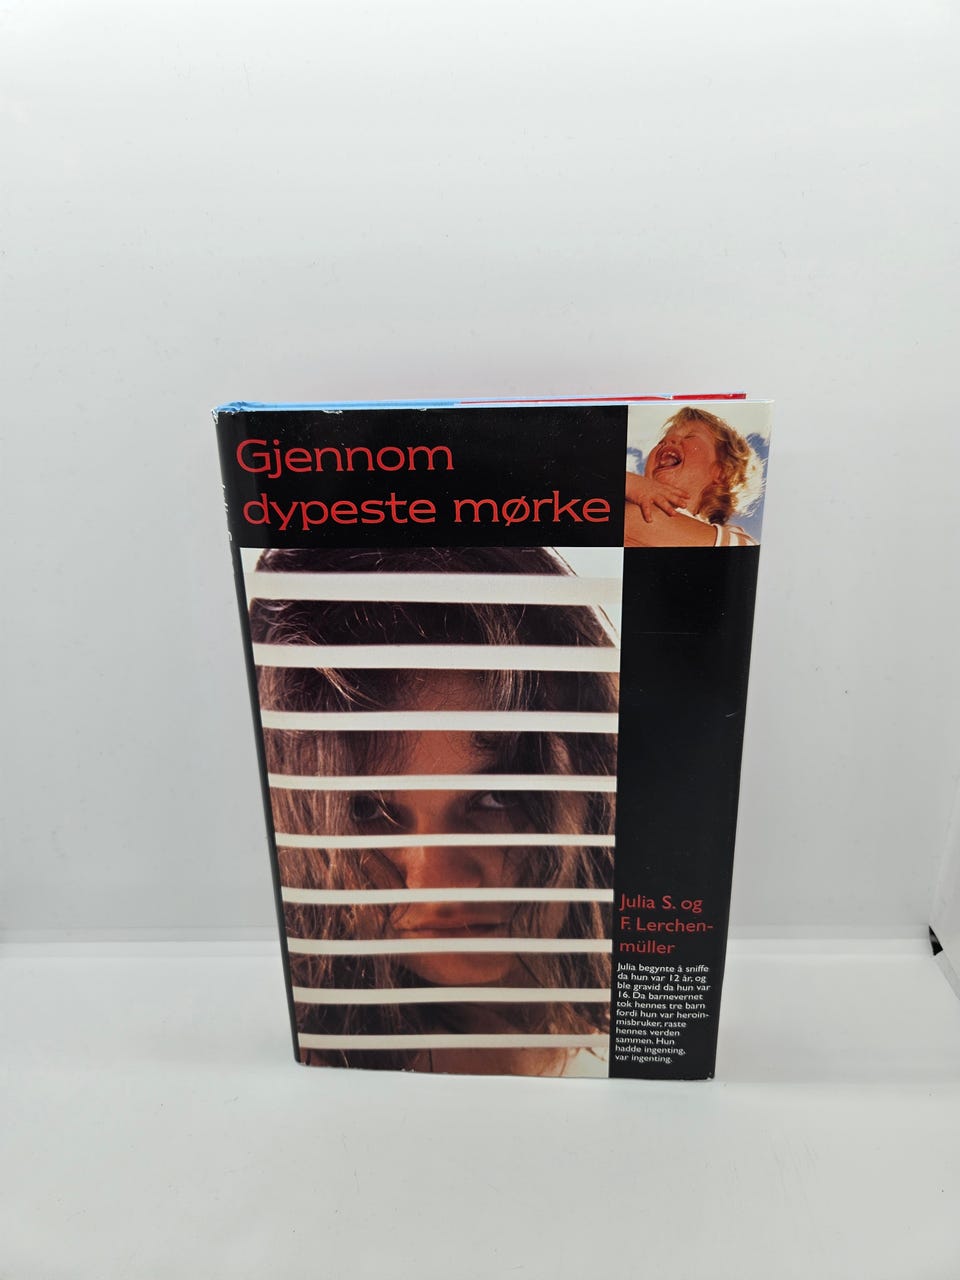 Gjennom
dypeste mørke
Julia S. og
F. Lerchen-
müller
Julia begynte å sniffe
da hun var 12 år, og
ble gravid da hun var
16. Da barnevernet
tok hennes tre barn
fordi hun var heroin-
misbruker, raste
hennes verden
sammen. Hun
hadde ingenting,
var ingenting.